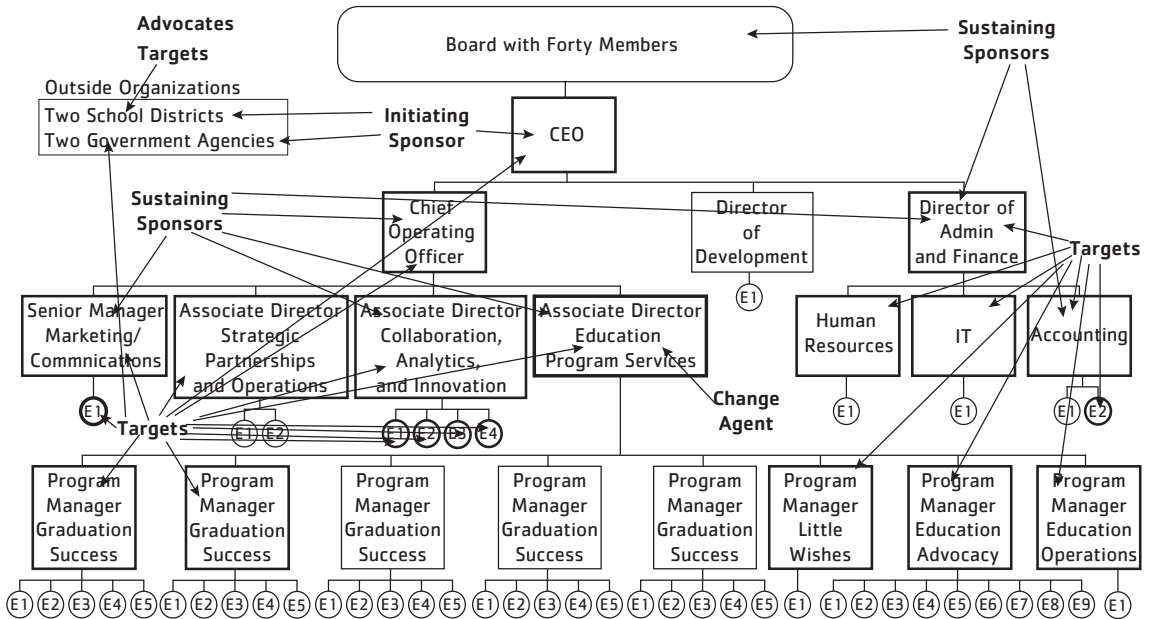 Advocates
Targets
Board with Forty Members
Sustaining
Sponsors
Outside Organizations
Two School Districts
Two Government Agencies
Initiating
Sponsor
CEO
Sustaining
Sponsors
Chief
Operating
Officer
Director
of
Development
E1
Director of
Admin
and Finance
Targets
Senior Manager
Marketing/
Commnications
E1
Associate Director
Strategic
Partnerships
and Operations
E1 E2
Associate Director
Collaboration,
Analytics,
and Innovation
E1 E2 E3 E4
Associate Director
Education
Program Services
Human
Resources
E1
IT
E1
Accounting
E1 E2
Change
Agent
Targets
Program
Manager
Graduation
Success
E1 E2 E3 E4 E5
Program
Manager
Graduation
Success
E1 E2 E3 E4 E5
Program
Manager
Graduation
Success
E1 E2 E3 E4 E5
Program
Manager
Graduation
Success
E1 E2 E3 E4 E5
Program
Manager
Graduation
Success
E1 E2 E3 E4 E5
Program
Manager
Little
Wishes
E1
Program
Manager
Education
Advocacy
E1 E2 E3 E4 E5 E6 E7 E8 E9
Program
Manager
Education
Operations
E1